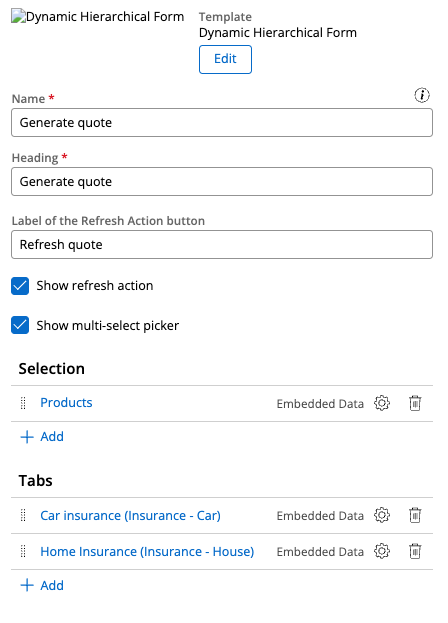 Dynamic Hierarchical Form
Template
Dynamic Hierarchical Form
Edit
Name *
i
Generate quote
Heading *
Generate quote
Label of the Refresh Action button
Refresh quote
Show refresh action
Show multi-select picker
Selection
Products Embedded Data
+ Add
Tabs
Car insurance (Insurance - Car) Embedded Data
Home Insurance (Insurance - House) Embedded Data
+ Add